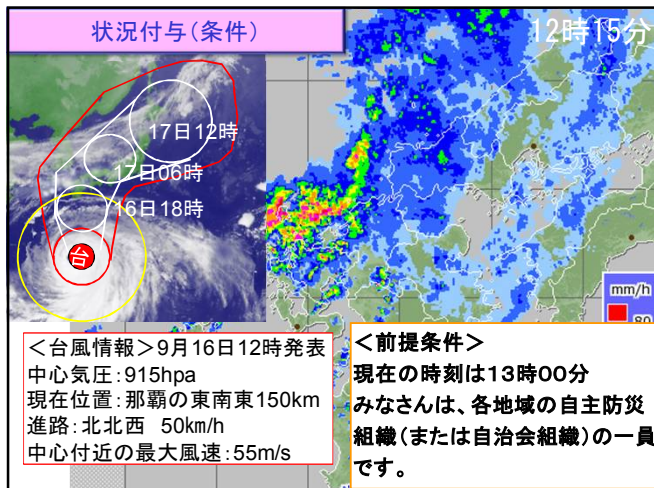 状況付与(条件)
12時15分
17日12時
17日06時
16日18時
台
mm/h
80
<台風情報>9月16日12時発表
中心気圧:915hpa
現在位置:那覇の東南東150km
進路:北北西 50㎞/h
中心付近の最大風速:55m/s
<前提条件>
現在の時刻は13時00分
みなさんは、各地域の自主防災
組織(または自治会組織)の一員
です。